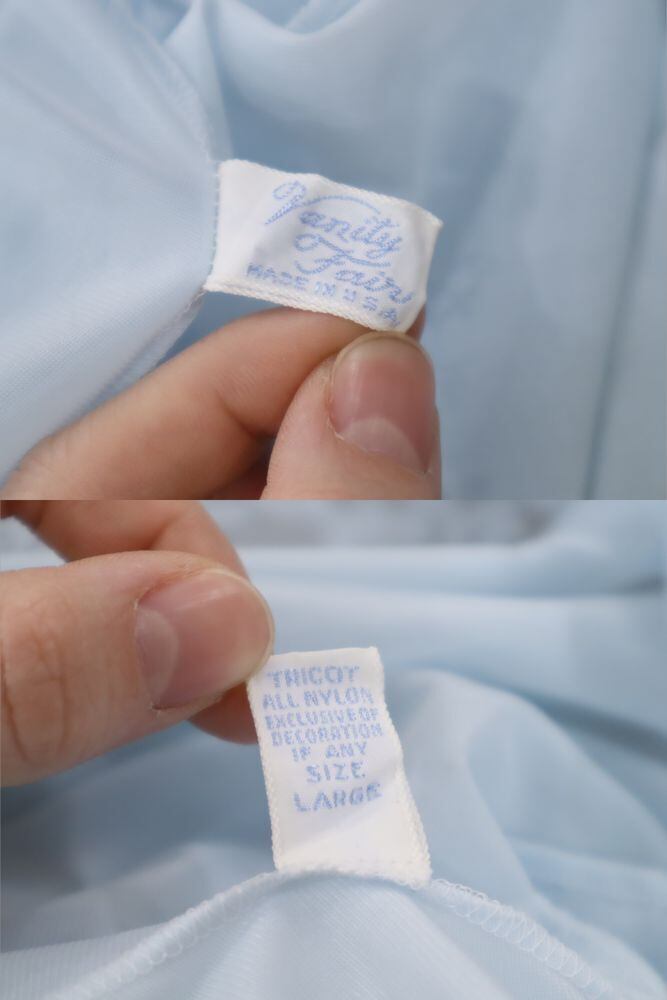 Vanity
Fair
MADE IN U S A
TRICOT
ALL NYLON
EXCLUSIVE OF
DECORATION
IF ANY
SIZE
LARGE